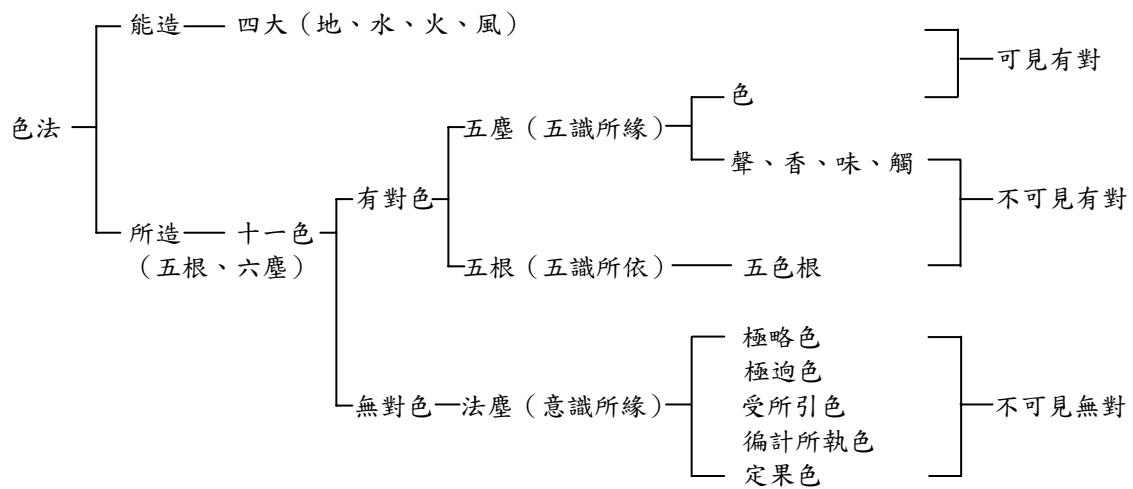 能造 四大（地、水、火、風）
可見有對
色
色法
五塵（五識所緣）
聲、香、味、觸
有對色
不可見有對
所造 十一色
（五根、六塵）
五根（五識所依） 五色根
極略色
極迥色
無對色 法塵（意識所緣） 受所引色 不可見無對
徧計所執色
定果色